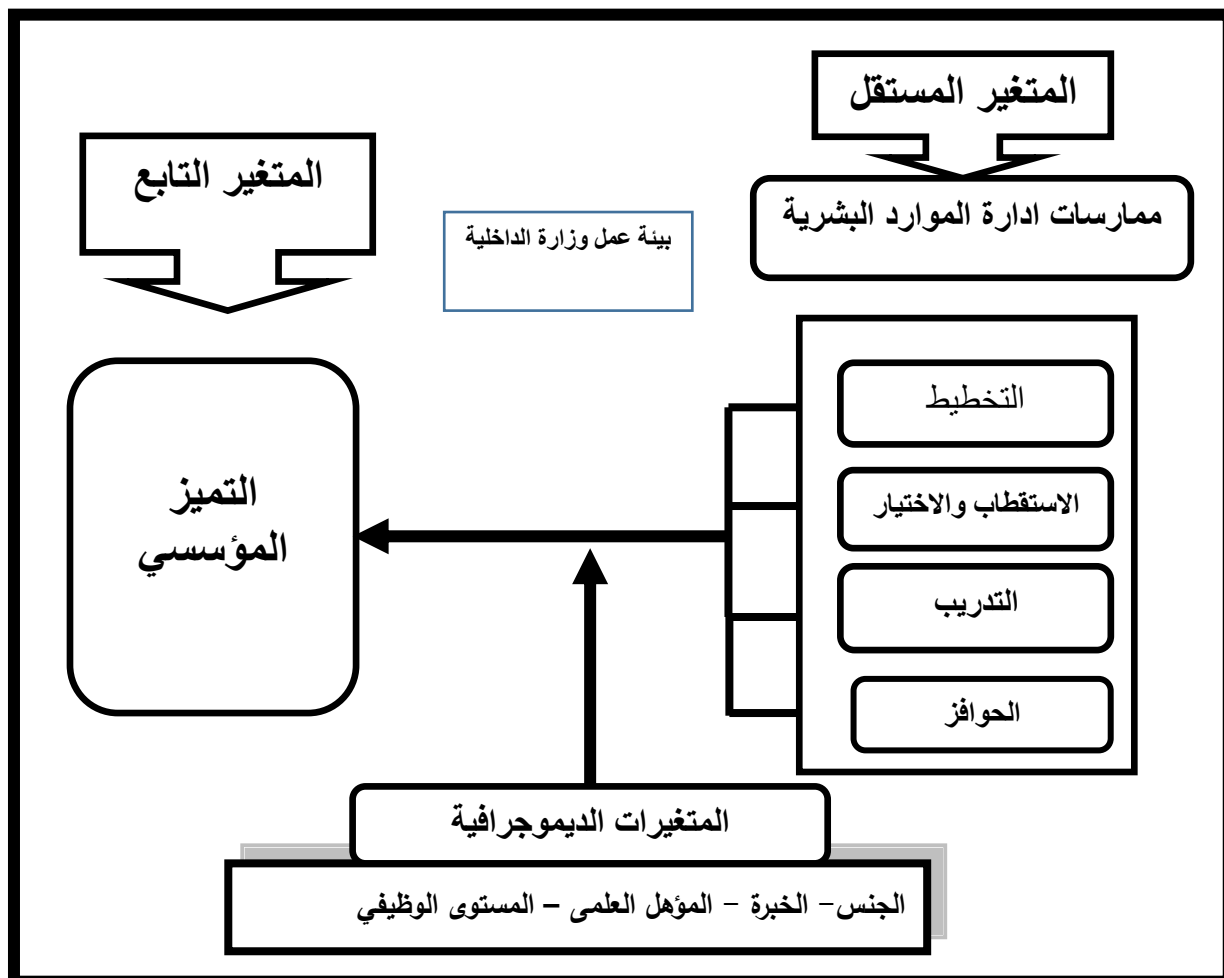 المتغير المستقل
المتغير التابع
ممارسات ادارة الموارد البشرية
بيئة عمل وزارة الداخلية
التخطيط
الاستقطاب والاختيار
التدريب
الحوافز
التميز
المؤسسي
المتغيرات الديموجرافية
الجنس- الخبرة - المؤهل العلمى – المستوى الوظيفي